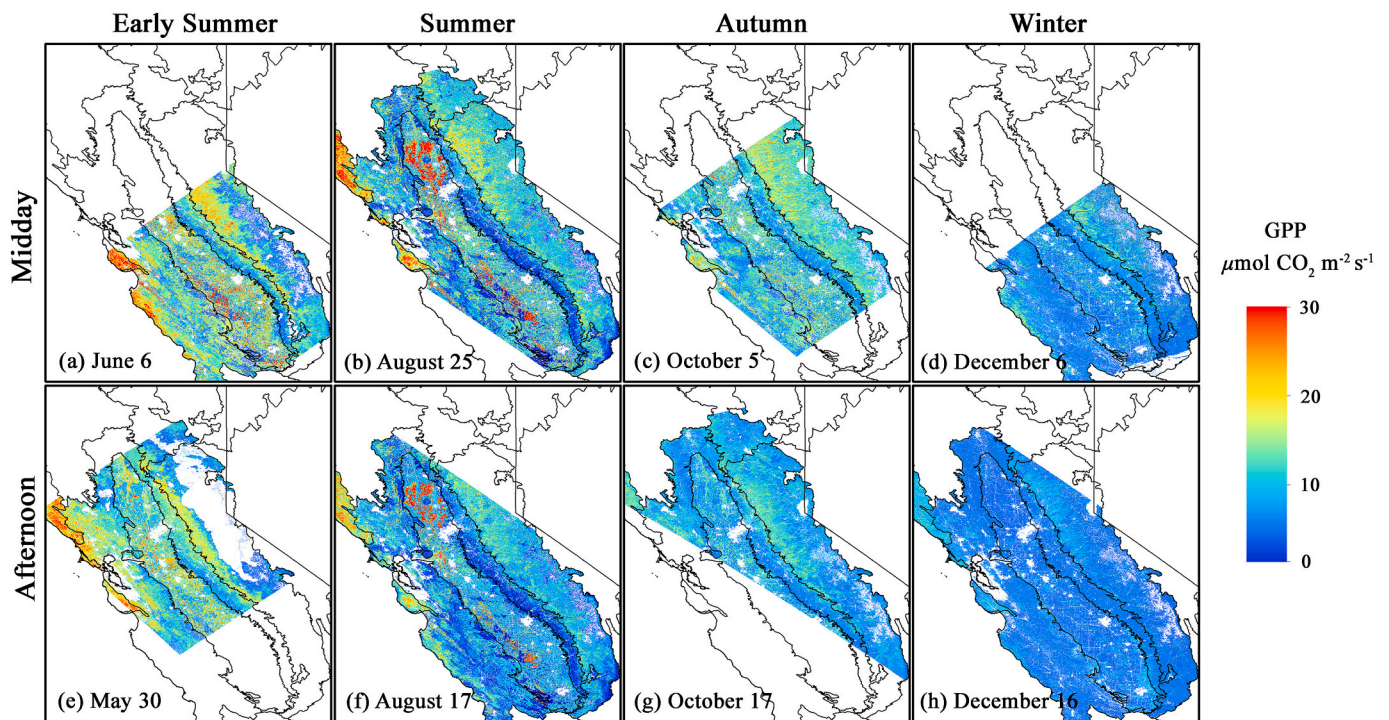 Early Summer
Summer
Autumn
Winter
Midday
(a) June 6
(b) August 25
(c) October 5
(d) December 6
Afternoon
(e) May 30
(f) August 17
(g) October 17
(h) December 16
GPP
μmol CO₂ m⁻² s⁻¹
30
20
10
0